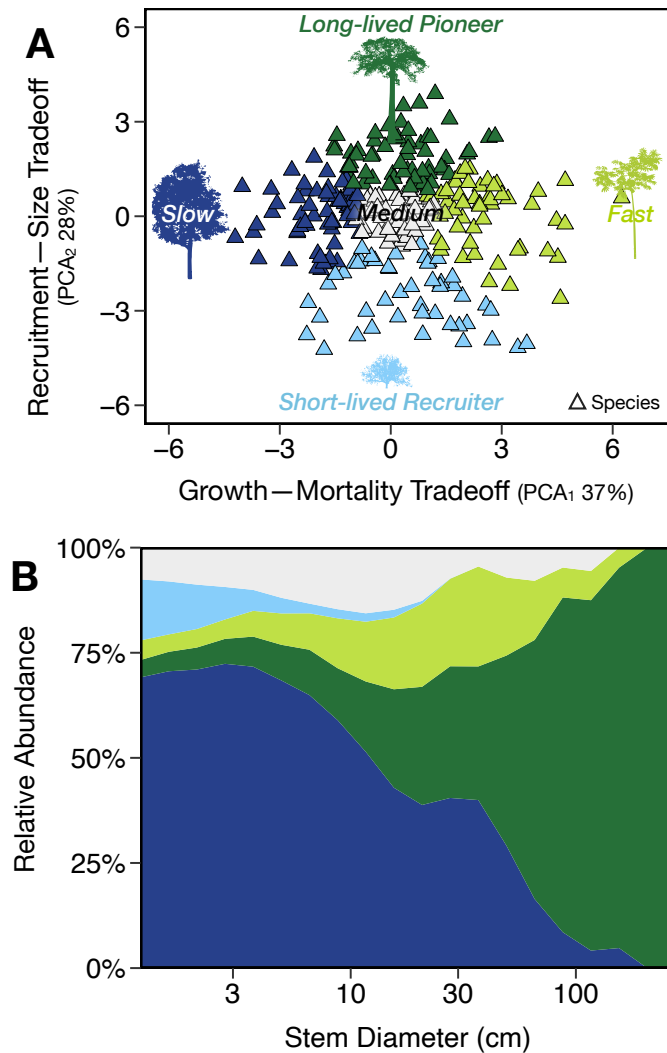 A
Long-lived Pioneer
6
3
0
−3
−6
Recruitment—Size Tradeoff
(PCA₂ 28%)
Slow
Medium
Fast
Short-lived Recruiter
Species
−6
−3
0
3
6
Growth—Mortality Tradeoff (PCA₁ 37%)
B
100%
75%
50%
25%
0%
Relative Abundance
3
10
30
100
Stem Diameter (cm)